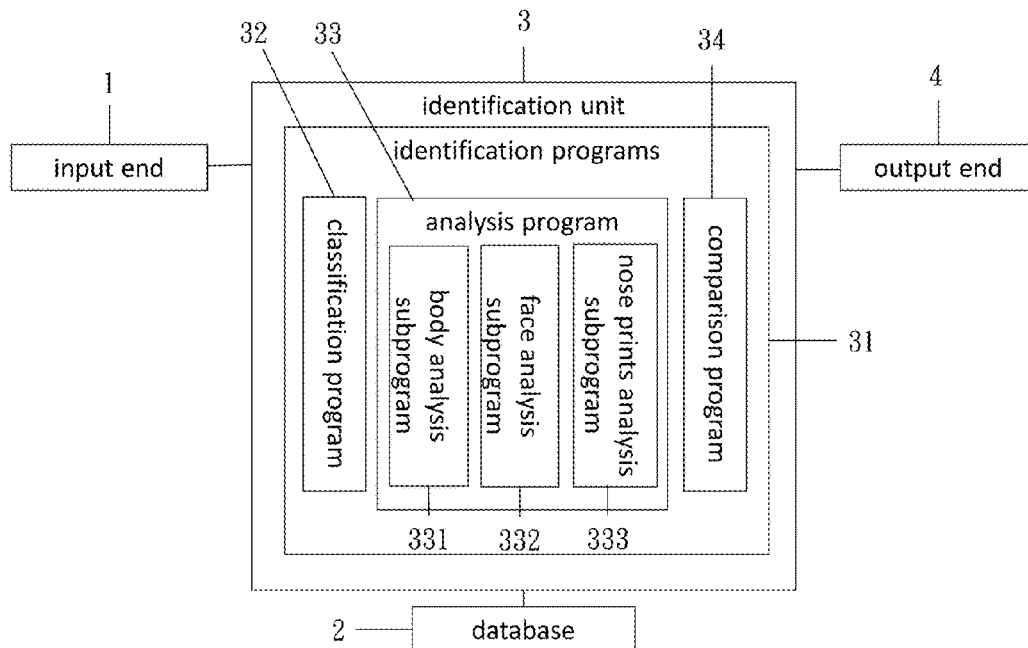 32
33
3
34
1
4
identification unit
input end
identification programs
output end
classification program
analysis program
body analysis
subprogram
face analysis
subprogram
nose prints analysis
subprogram
comparison program
31
331
332
333
2
database